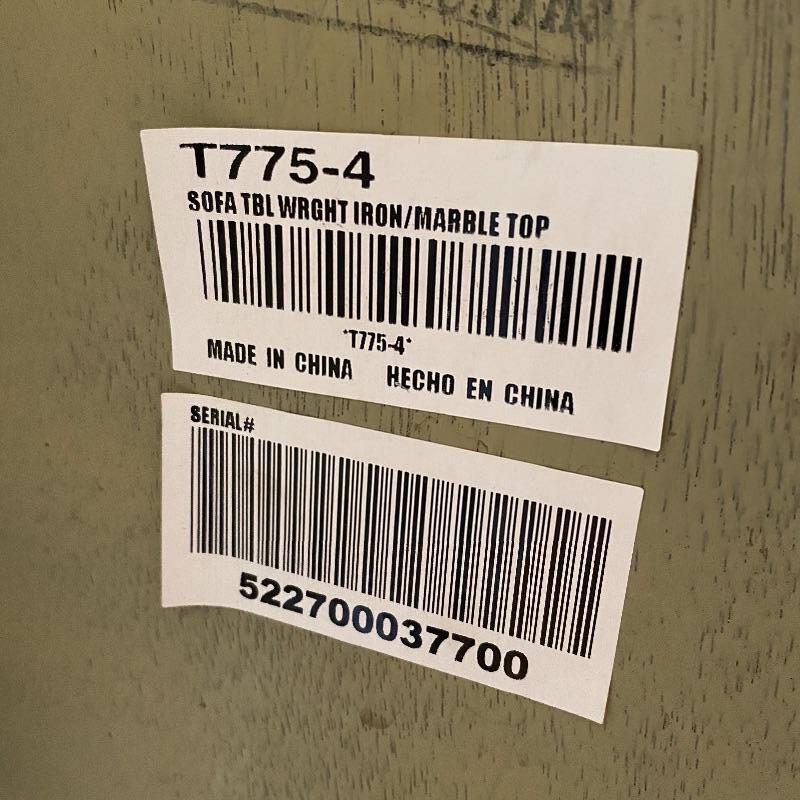 T775-4
SOFA TBL WRGHT IRON/MARBLE TOP
*T775-4*
MADE IN CHINA HECHO EN CHINA
SERIAL#
522700037700